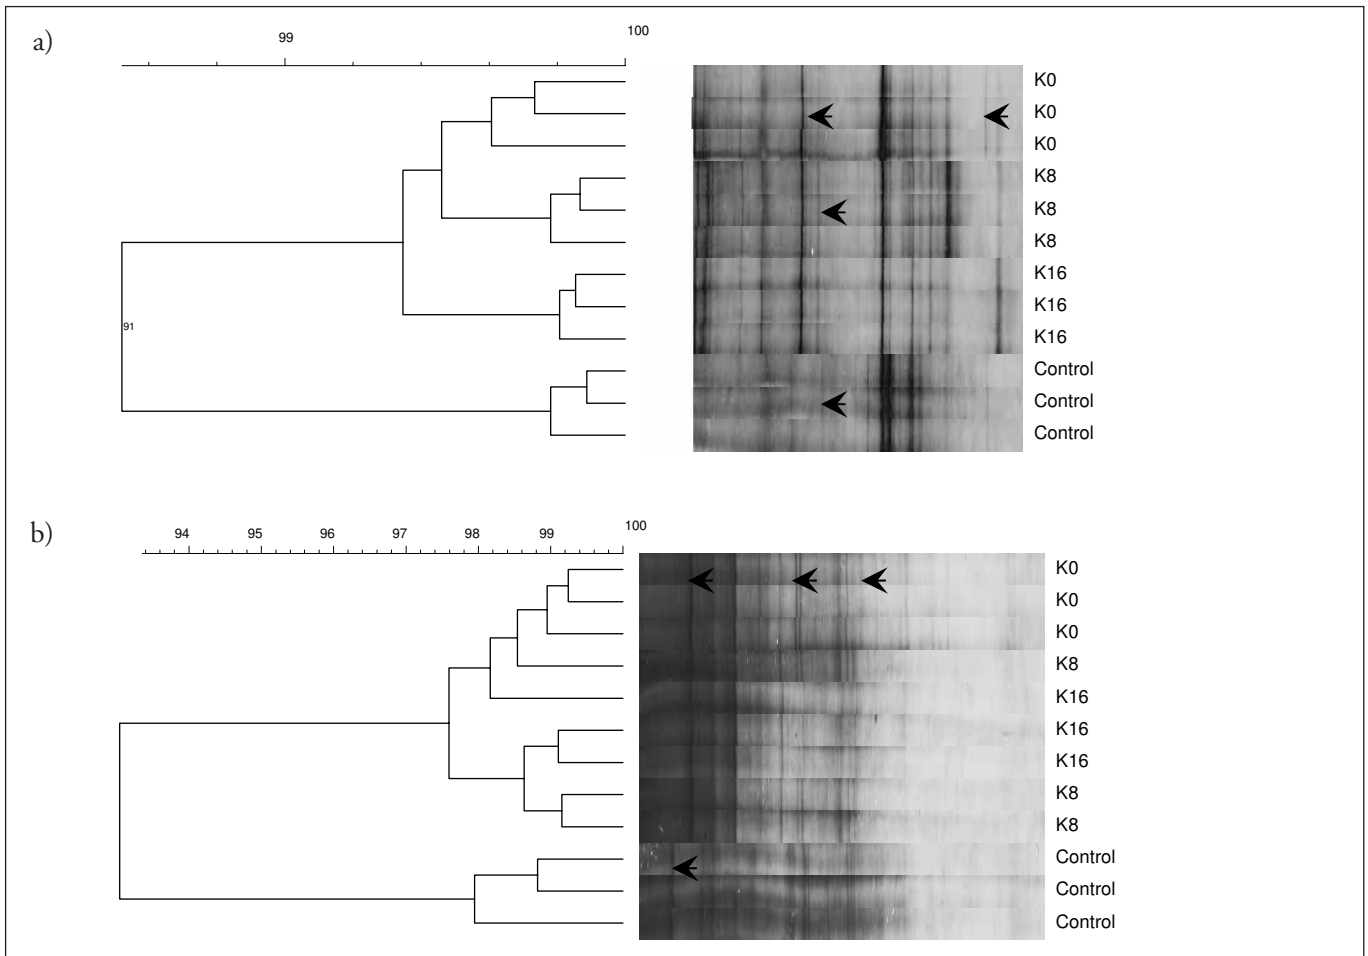 a)
99
100
K0
K0
K0
K8
K8
K8
K16
K16
K16
Control
Control
Control
91
b)
94 95 96 97 98 99 100
K0
K0
K0
K8
K16
K16
K16
K8
K8
Control
Control
Control